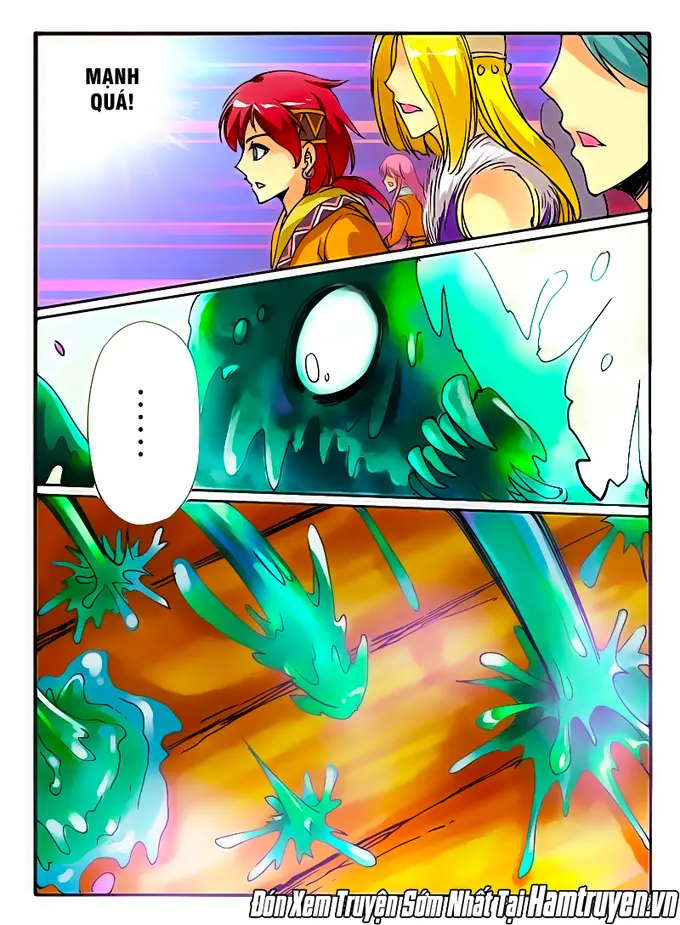 MẠNH
QUÁ!
......
Đón Xem Truyện Sớm Nhất Tại Hamtruyen.vn